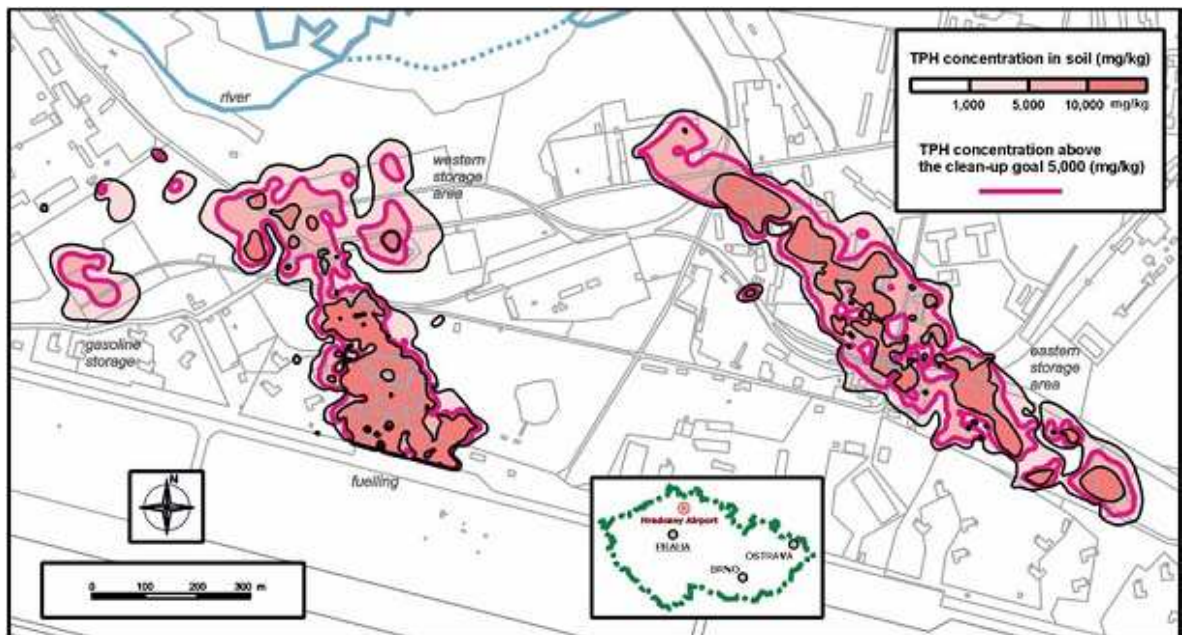 TPH concentration in soil (mg/kg)
1,000 5,000 10,000 mg/kg
TPH concentration above
the clean-up goal 5,000 (mg/kg)
river
western
storage
area
gasoline
storage
eastern
storage
area
fuelling
N
0 100 200 300 m
Hradcany Airport
PRAHA
OSTRAVA
BRNO